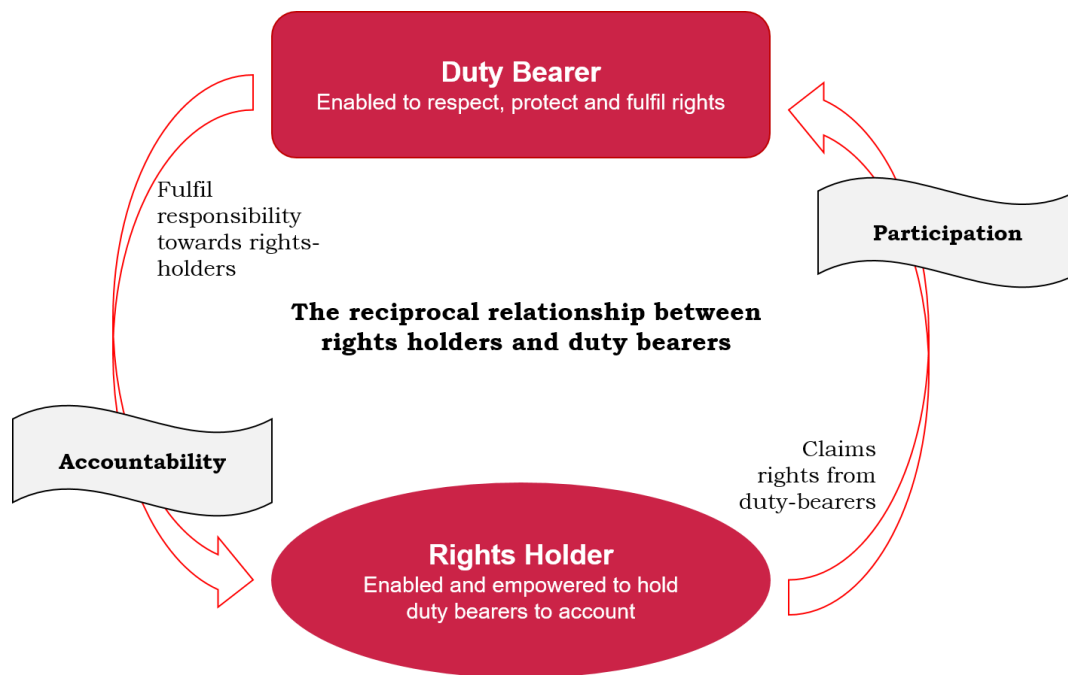 Duty Bearer
Enabled to respect, protect and fulfil rights
Fulfil
responsibility
towards rights-
holders
Participation
The reciprocal relationship between
rights holders and duty bearers
Accountability
Claims
rights from
duty-bearers
Rights Holder
Enabled and empowered to hold
duty bearers to account